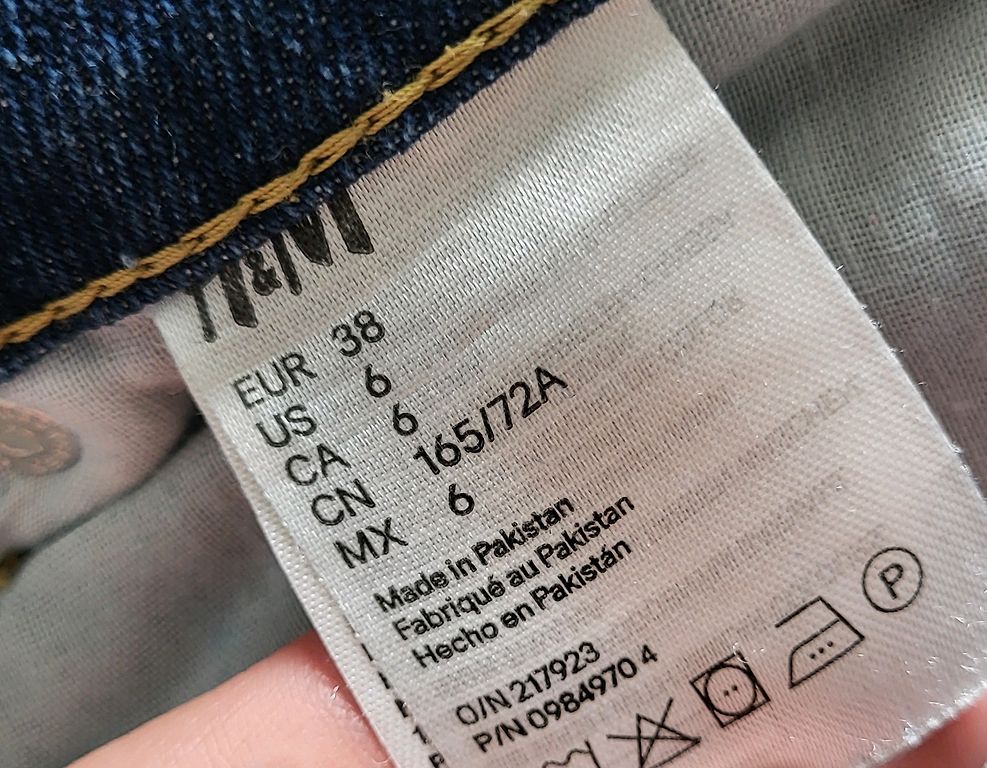 H&M
EUR 38
US 6
CA 6
CN 165/72A
MX 6
Made in Pakistan
Fabriqué au Pakistan
Hecho en Pakistán
O/N 217923
P/N 0984970 4
P